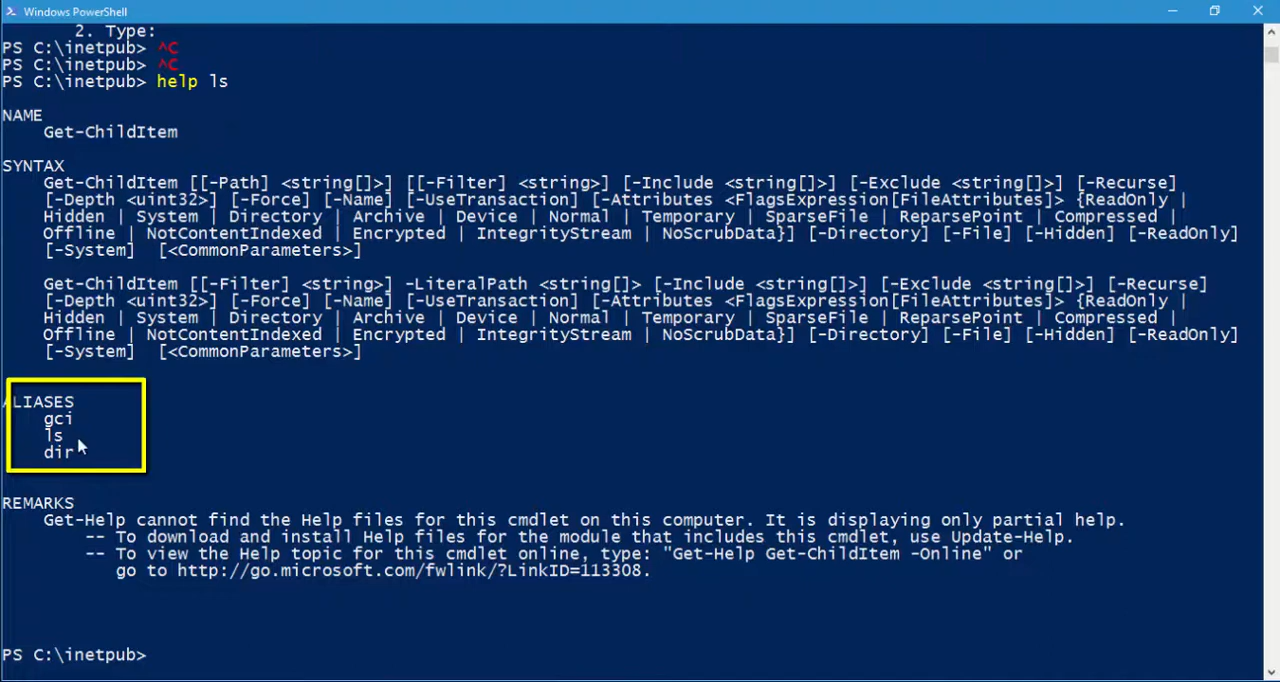 Windows PowerShell
2. Type:
PS C:\inetpub> ^C
PS C:\inetpub> ^C
PS C:\inetpub> help ls
NAME
Get-ChildItem
SYNTAX
Get-ChildItem [[-Path] <string[]>] [[-Filter] <string>] [-Include <string[]>] [-Exclude <string[]>] [-Recurse]
[-Depth <uint32>] [-Force] [-Name] [-UseTransaction] [-Attributes <FlagsExpression[FileAttributes]> {ReadOnly |
Hidden | System | Directory | Archive | Device | Normal | Temporary | SparseFile | ReparsePoint | Compressed |
Offline | NotContentIndexed | Encrypted | IntegrityStream | NoScrubData}] [-Directory] [-File] [-Hidden] [-ReadOnly]
[-System] [<CommonParameters>]
Get-ChildItem [[-Filter] <string>] -LiteralPath <string[]> [-Include <string[]>] [-Exclude <string[]>] [-Recurse]
[-Depth <uint32>] [-Force] [-Name] [-UseTransaction] [-Attributes <FlagsExpression[FileAttributes]> {ReadOnly |
Hidden | System | Directory | Archive | Device | Normal | Temporary | SparseFile | ReparsePoint | Compressed |
Offline | NotContentIndexed | Encrypted | IntegrityStream | NoScrubData}] [-Directory] [-File] [-Hidden] [-ReadOnly]
[-System] [<CommonParameters>]
ALIASES
gci
ls
dir
REMARKS
Get-Help cannot find the Help files for this cmdlet on this computer. It is displaying only partial help.
-- To download and install Help files for the module that includes this cmdlet, use Update-Help.
-- To view the Help topic for this cmdlet online, type: "Get-Help Get-ChildItem -Online" or
go to http://go.microsoft.com/fwlink/?LinkID=113308.
PS C:\inetpub>